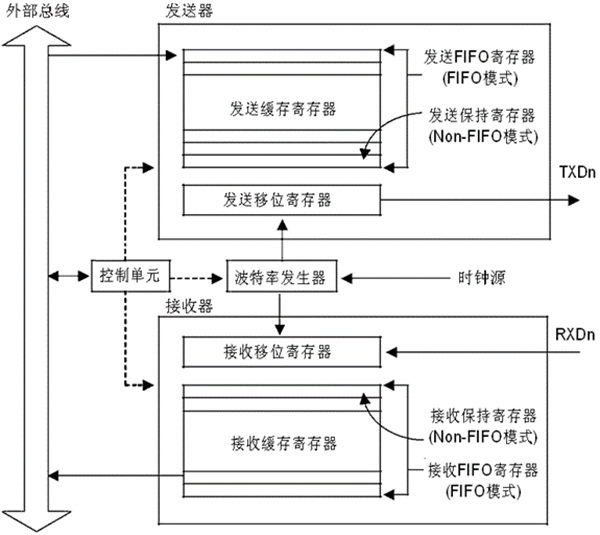 外部总线
发送器
发送FIFO寄存器
(FIFO模式)
发送缓存寄存器
发送保持寄存器
(Non-FIFO模式)
TXDn
发送移位寄存器
控制单元
波特率发生器
时钟源
接收器
RXDn
接收移位寄存器
接收保持寄存器
(Non-FIFO模式)
接收缓存寄存器
接收FIFO寄存器
(FIFO模式)